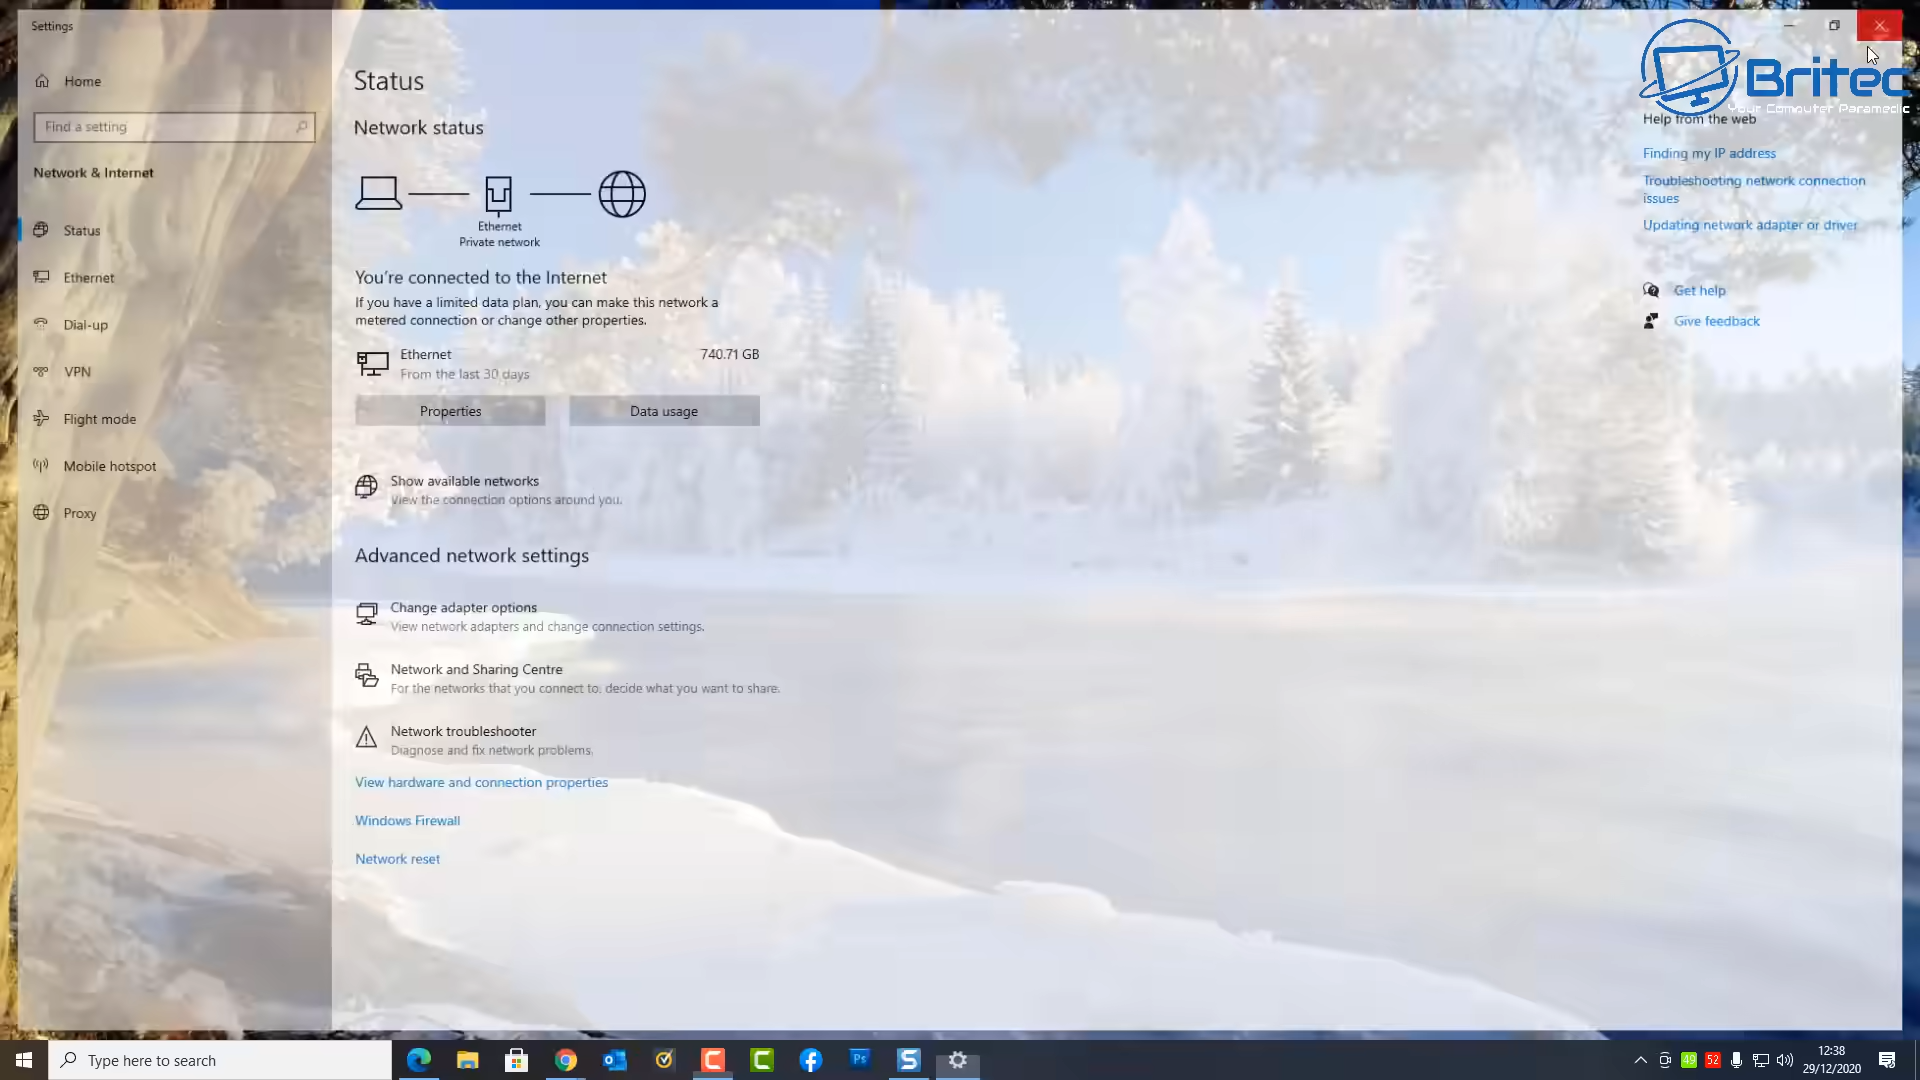 Settings
Home
Find a setting
Network & Internet
Status
Ethernet
Dial-up
VPN
Flight mode
Mobile hotspot
Proxy
Status
Network status
Ethernet
Private network
You're connected to the Internet
If you have a limited data plan, you can make this network a
metered connection or change other properties.
Ethernet 740.71 GB
From the last 30 days
Properties Data usage
Show available networks
View the connection options around you.
Advanced network settings
Change adapter options
View network adapters and change connection settings.
Network and Sharing Centre
For the networks that you connect to, decide what you want to share.
Network troubleshooter
Diagnose and fix network problems.
View hardware and connection properties
Windows Firewall
Network reset
Britec
Your Computer Paramedic
Help from the web
Finding my IP address
Troubleshooting network connection
issues
Updating network adapter or driver
Get help
Give feedback
Type here to search
Ps
49 52
12:38
29/12/2020